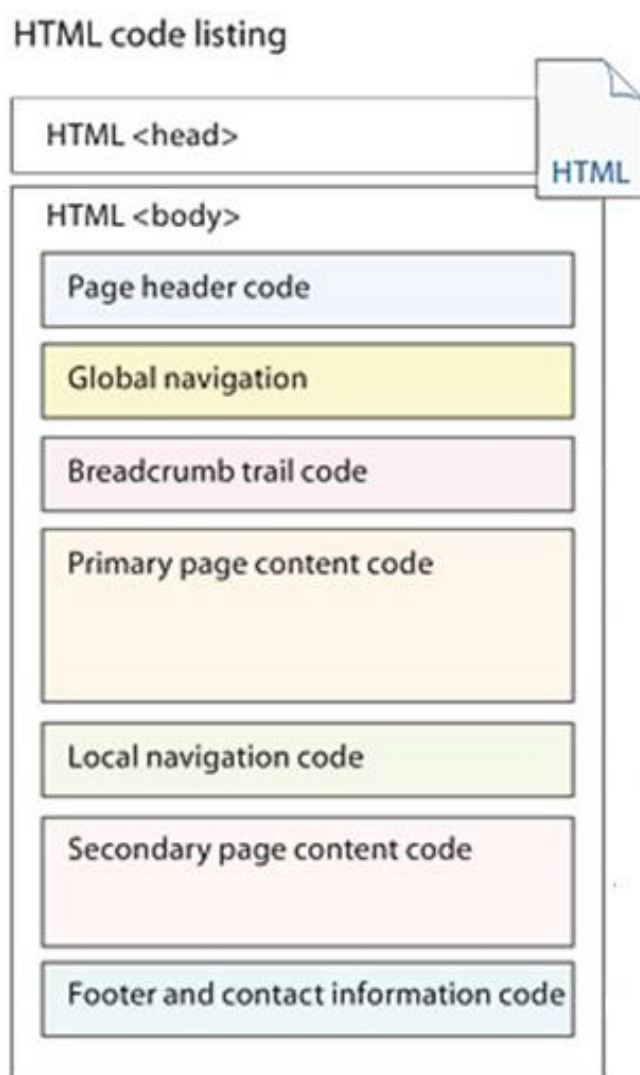 HTML code listing
HTML <head>
HTML
HTML <body>
Page header code
Global navigation
Breadcrumb trail code
Primary page content code
Local navigation code
Secondary page content code
Footer and contact information code